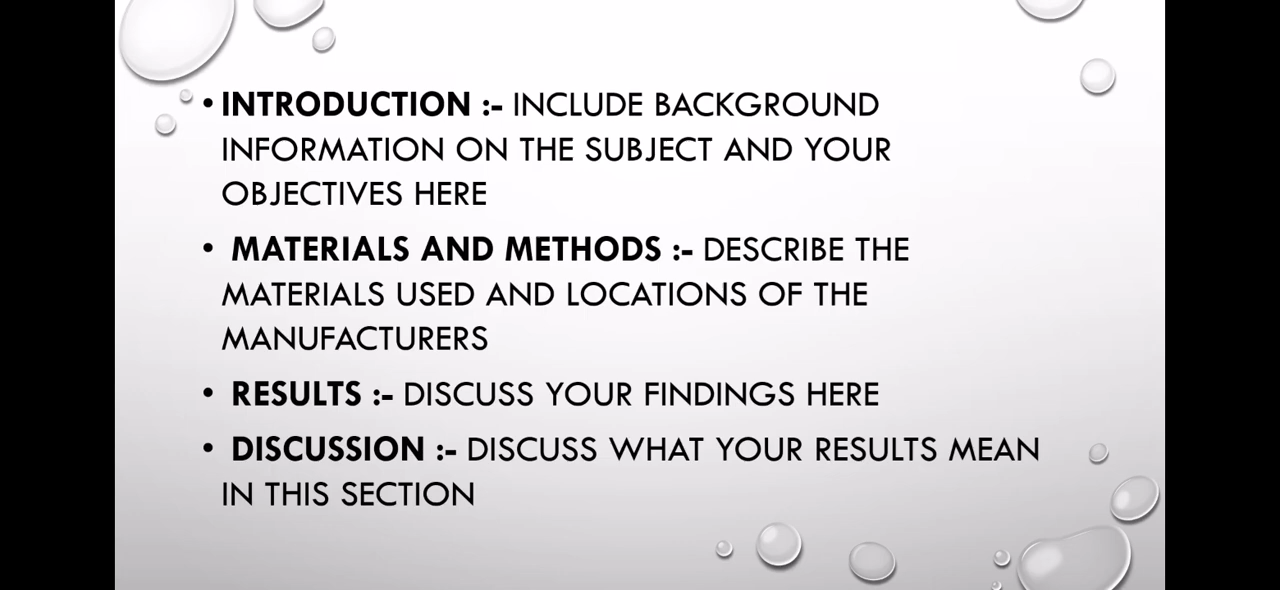 • INTRODUCTION :- INCLUDE BACKGROUND
INFORMATION ON THE SUBJECT AND YOUR
OBJECTIVES HERE
• MATERIALS AND METHODS :- DESCRIBE THE
MATERIALS USED AND LOCATIONS OF THE
MANUFACTURERS
• RESULTS :- DISCUSS YOUR FINDINGS HERE
• DISCUSSION :- DISCUSS WHAT YOUR RESULTS MEAN
IN THIS SECTION